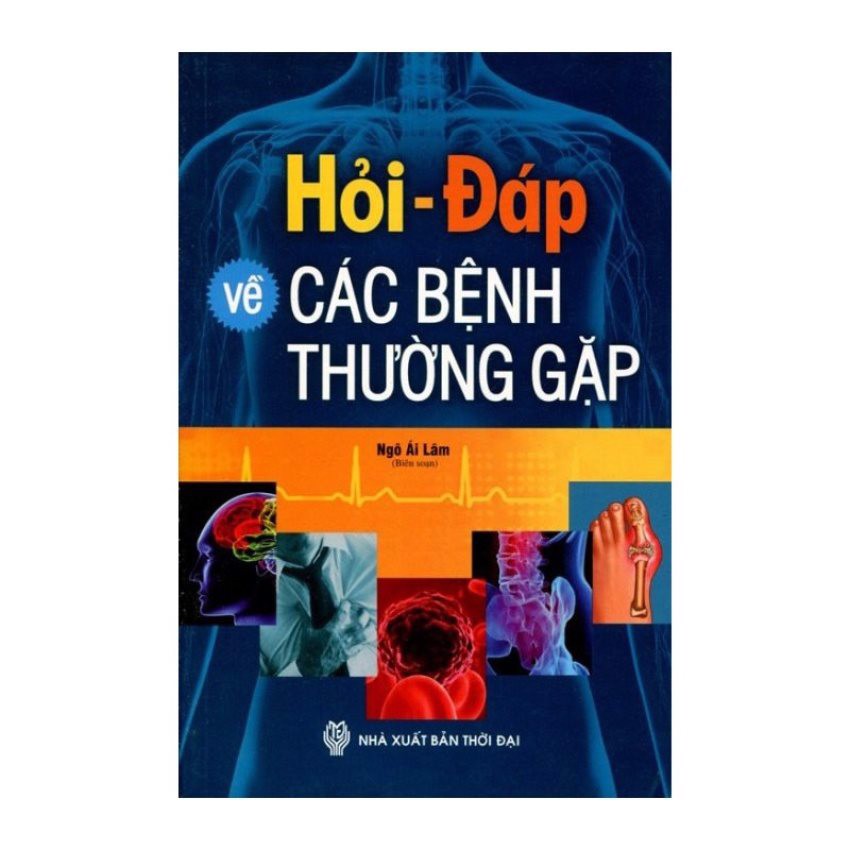 Hỏi-Đáp
về CÁC BỆNH
THƯỜNG GẶP
Ngô Ái Lâm
(Biên soạn)
NHÀ XUẤT BẢN THỜI ĐẠI